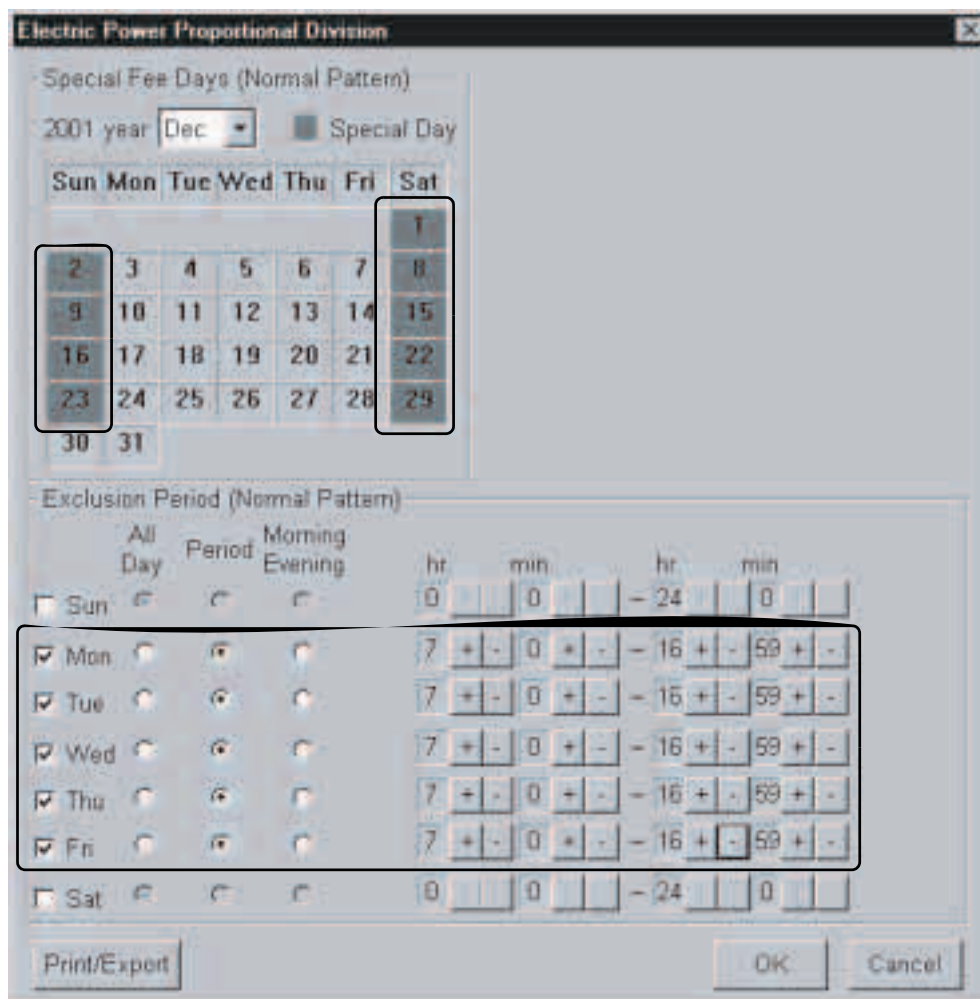 Electric Power Proportional Division
Special Fee Days (Normal Pattern)
2001 year Dec Special Day
Sun Mon Tue Wed Thu Fri Sat
1
2 3 4 5 6 7 8
9 10 11 12 13 14 15
16 17 18 19 20 21 22
23 24 25 26 27 28 29
30 31
Exclusion Period (Normal Pattern)
All Day Period Morning Evening hr min hr min
Sun 0 0 – 24 0
Mon 7 + - 0 + - – 16 + - 59 + -
Tue 7 + - 0 + - – 16 + - 59 + -
Wed 7 + - 0 + - – 16 + - 59 + -
Thu 7 + - 0 + - – 16 + - 59 + -
Fri 7 + - 0 + - – 16 + - 59 + -
Sat 0 0 – 24 0
Print/Export OK Cancel